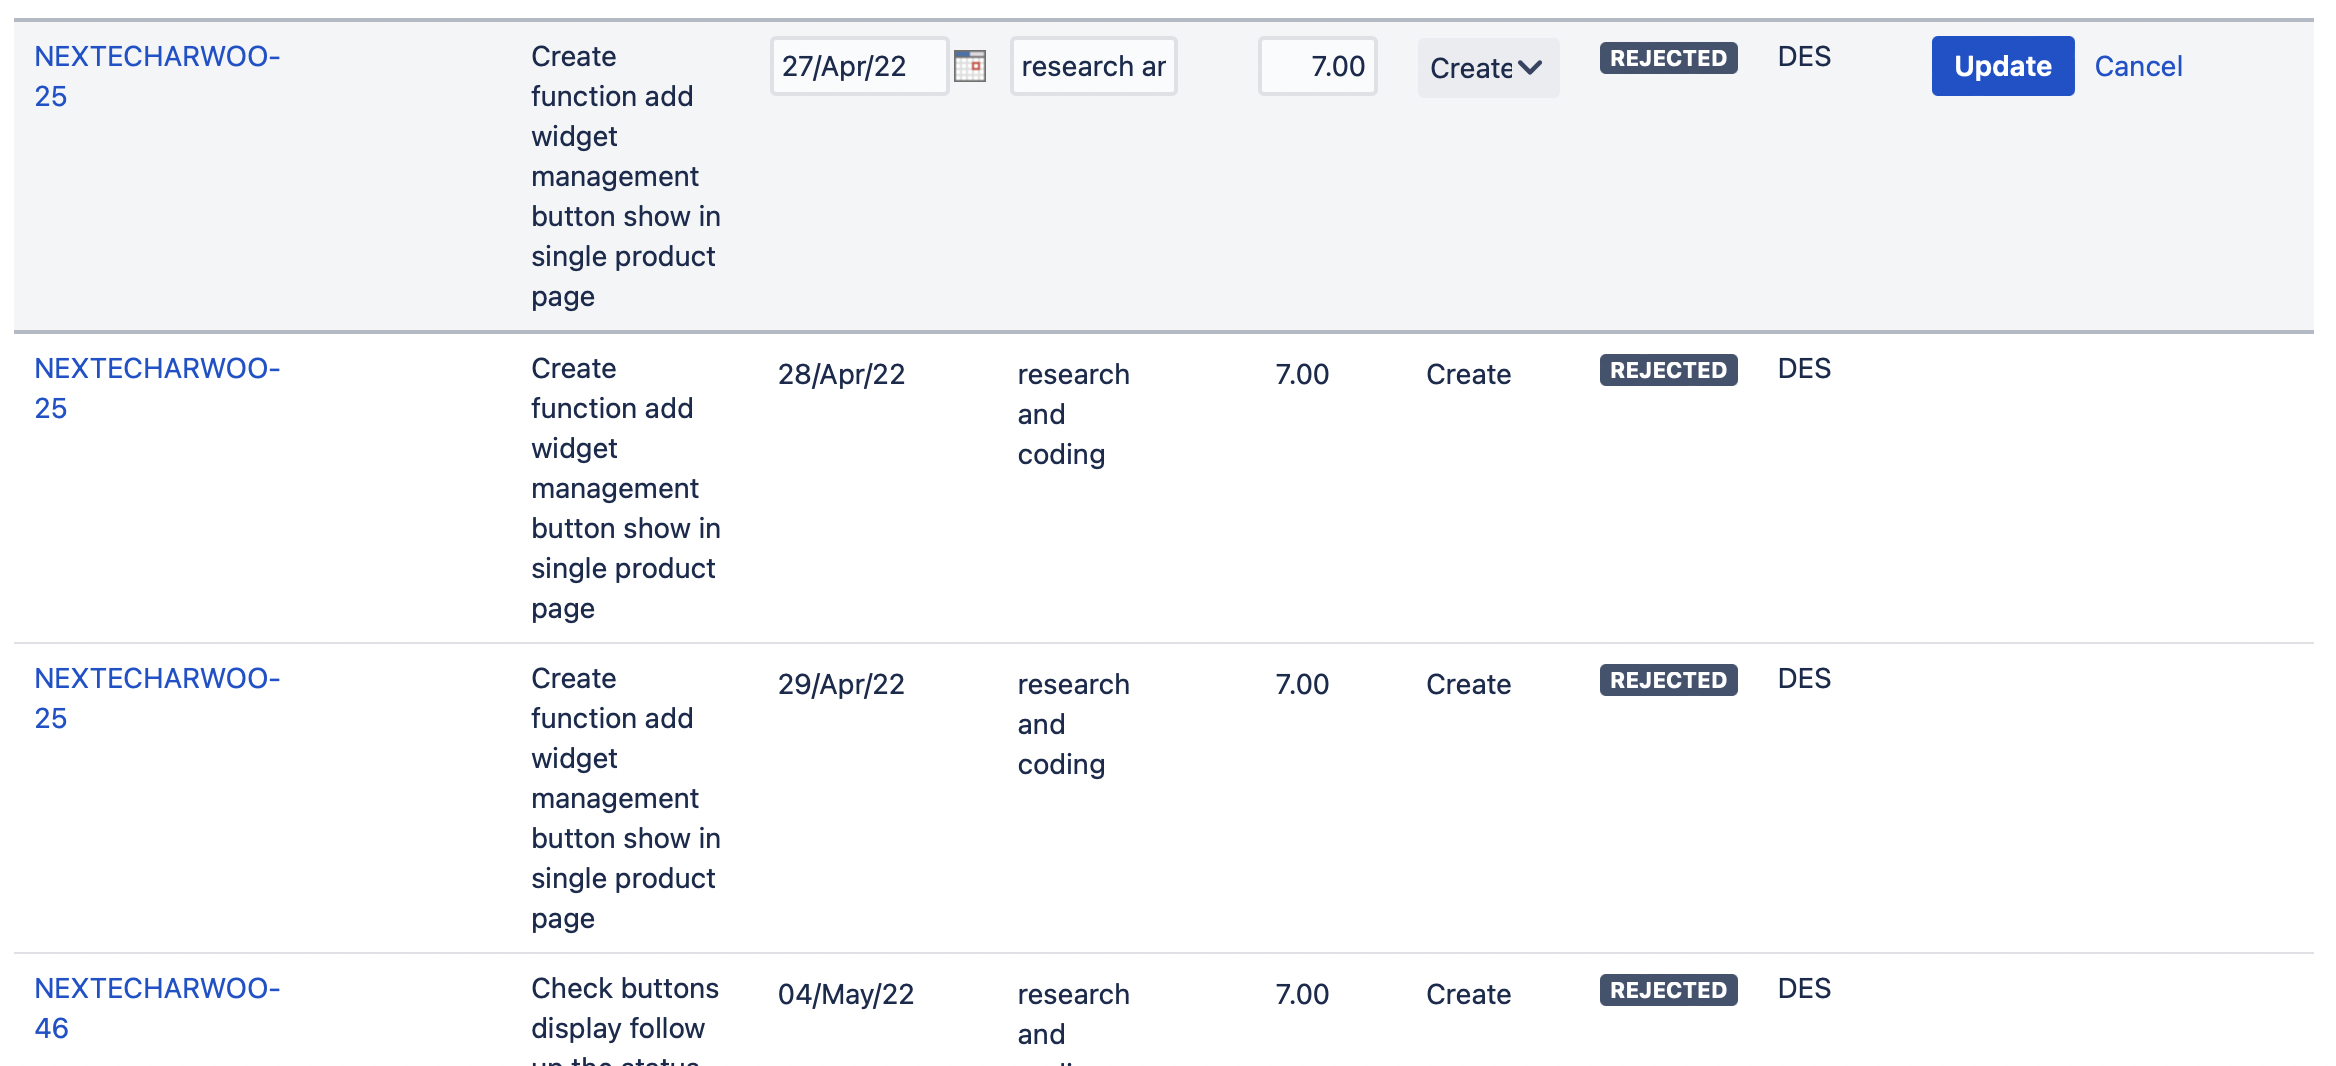 NEXTECHARWOO-
25
Create
function add
widget
management
button show in
single product
page
27/Apr/22
research ar
7.00
Create
REJECTED
DES
Update
Cancel
NEXTECHARWOO-
25
Create
function add
widget
management
button show in
single product
page
28/Apr/22
research
and
coding
7.00
Create
REJECTED
DES
NEXTECHARWOO-
25
Create
function add
widget
management
button show in
single product
page
29/Apr/22
research
and
coding
7.00
Create
REJECTED
DES
NEXTECHARWOO-
46
Check buttons
display follow
up the status
04/May/22
research
and
7.00
Create
REJECTED
DES